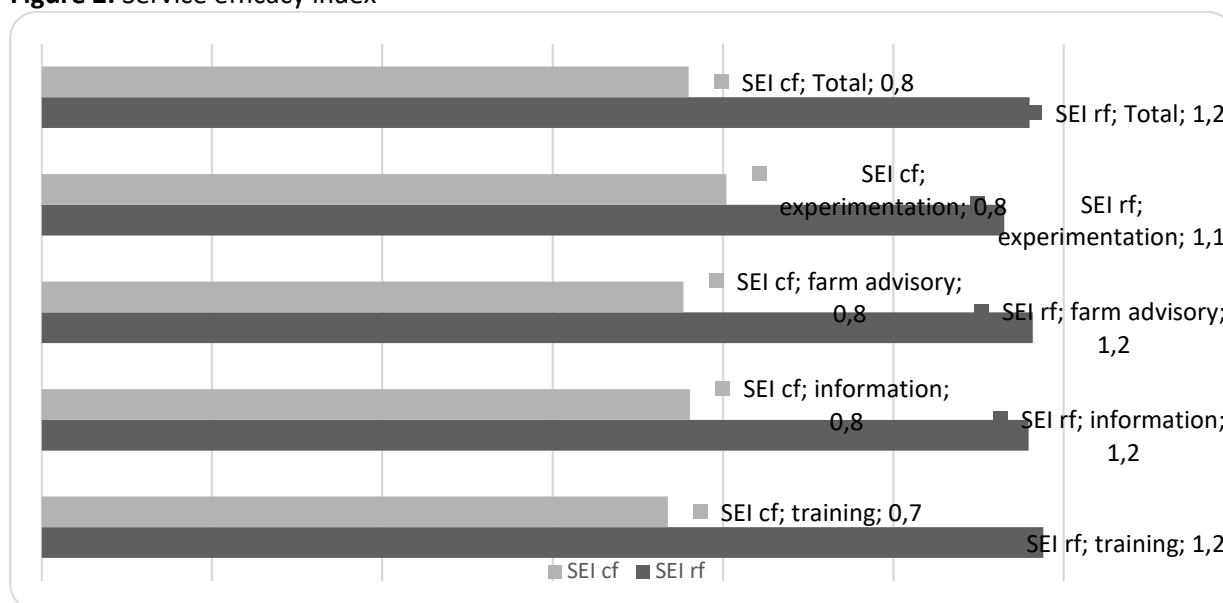 Figure 2. Service efficacy index
SEI cf; Total; 0,8
SEI rf; Total; 1,2
SEI cf;
experimentation; 0,8
SEI rf;
experimentation; 1,1
SEI cf; farm advisory;
0,8
SEI rf; farm advisory;
1,2
SEI cf; information;
0,8
SEI rf; information;
1,2
SEI cf; training; 0,7
SEI rf; training; 1,2
SEI cf SEI rf